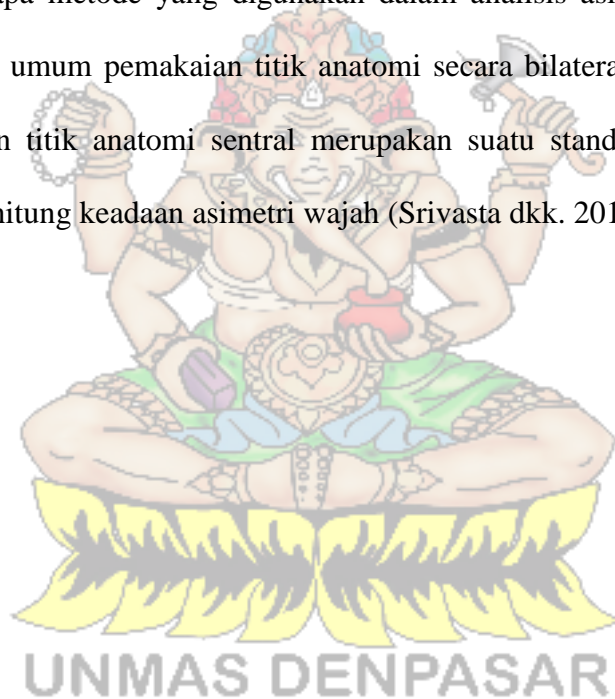 metode yang digunakan dalam analisis
umum pemakaian titik anatomi secara
titik anatomi sentral merupakan suatu
keadaan asimetri wajah (Srivasta dkk.
UNMAS DENPASAR